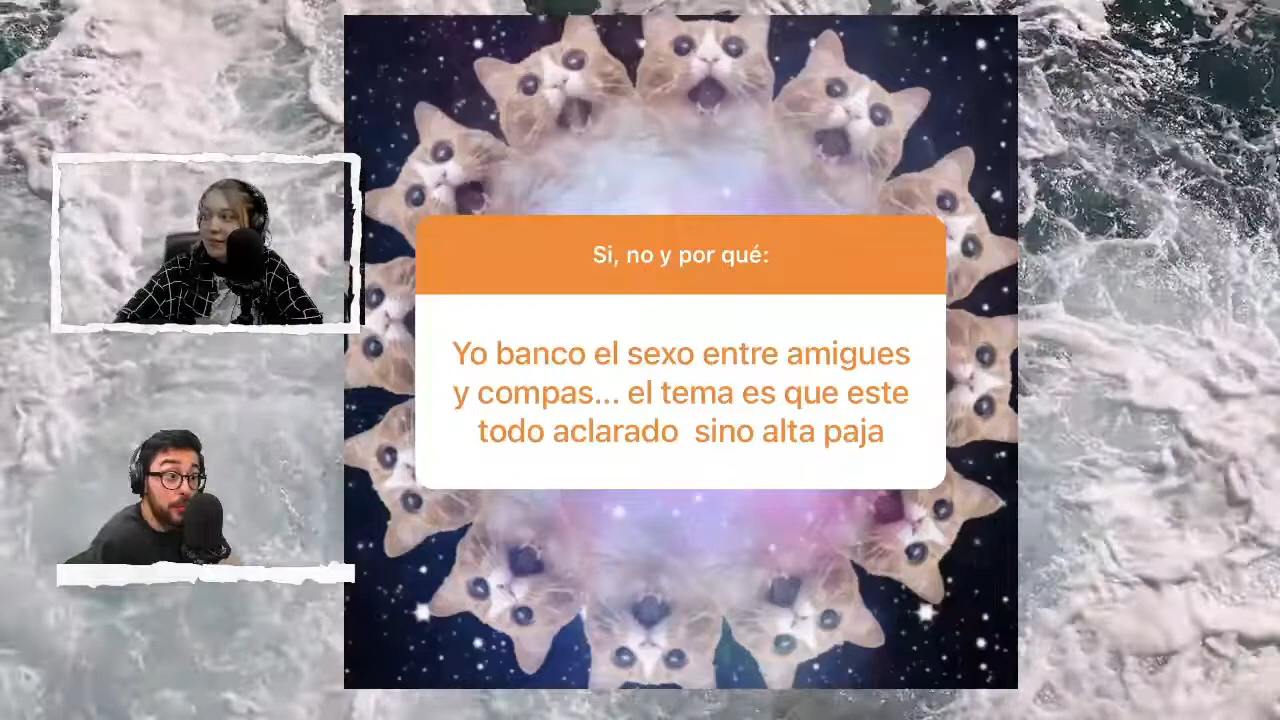 Si, no y por qué:
Yo banco el sexo entre amigues
y compas... el tema es que este
todo aclarado  sino alta paja